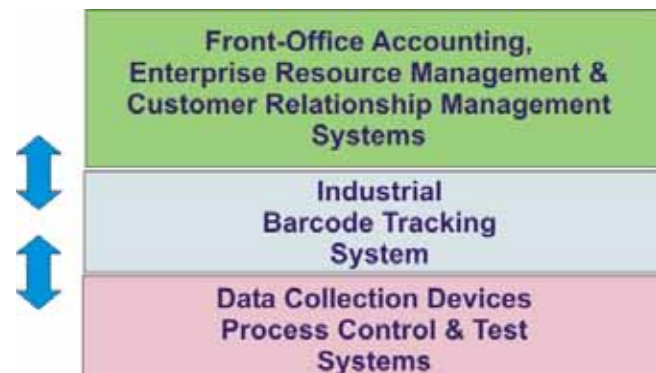 Front-Office Accounting,
Enterprise Resource Management &
Customer Relationship Management
Systems
Industrial
Barcode Tracking
System
Data Collection Devices
Process Control & Test
Systems